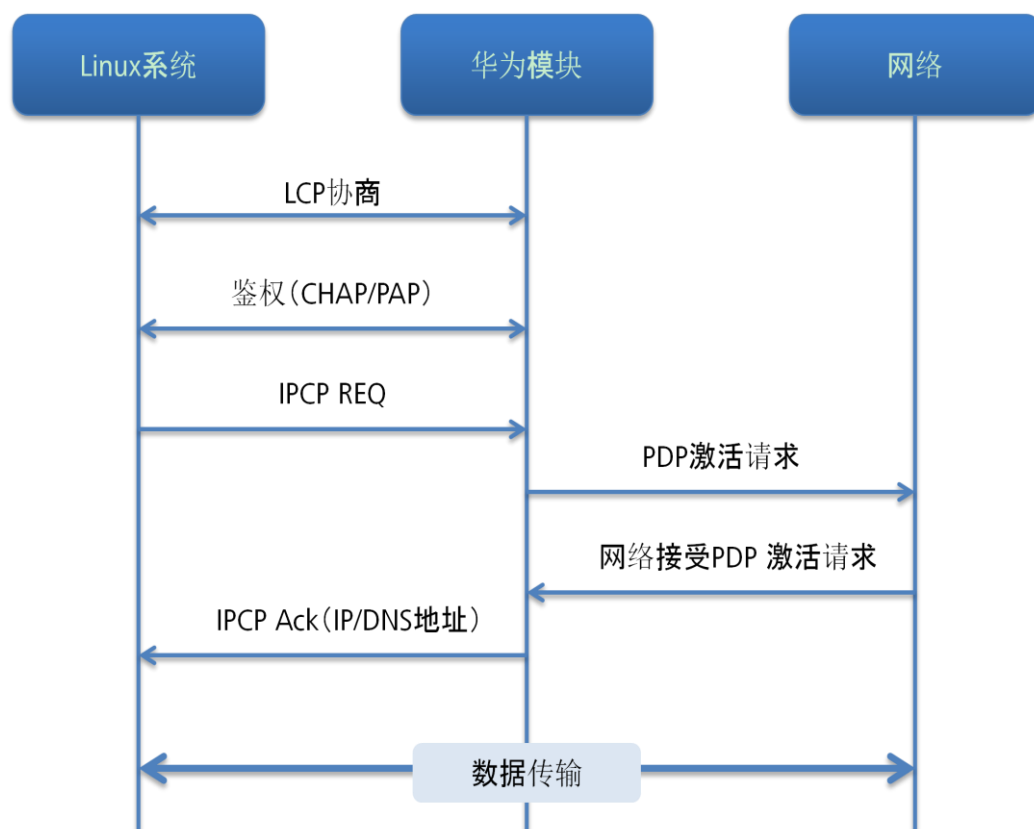 Linux系统
华为模块
网络
LCP协商
鉴权(CHAP/PAP)
IPCP REQ
PDP激活请求
网络接受PDP 激活请求
IPCP Ack(IP/DNS地址)
数据传输